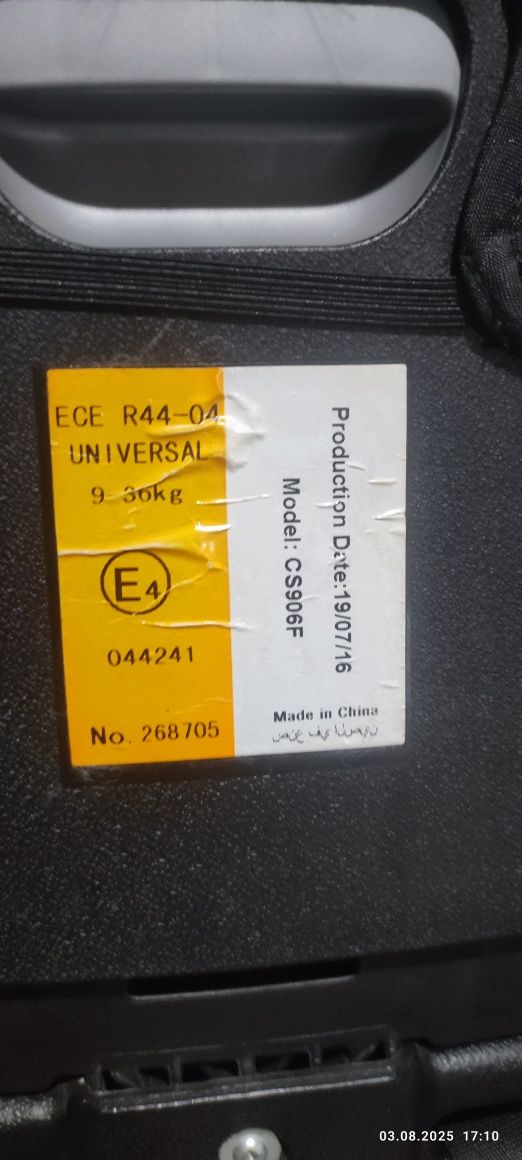 ECE R44-04
UNIVERSAL
9-36kg
E4
044241
No. 268705
Production Date:19/07/16
Model: CS906F
Made in China
صنع في الصين
03.08.2025 17:10